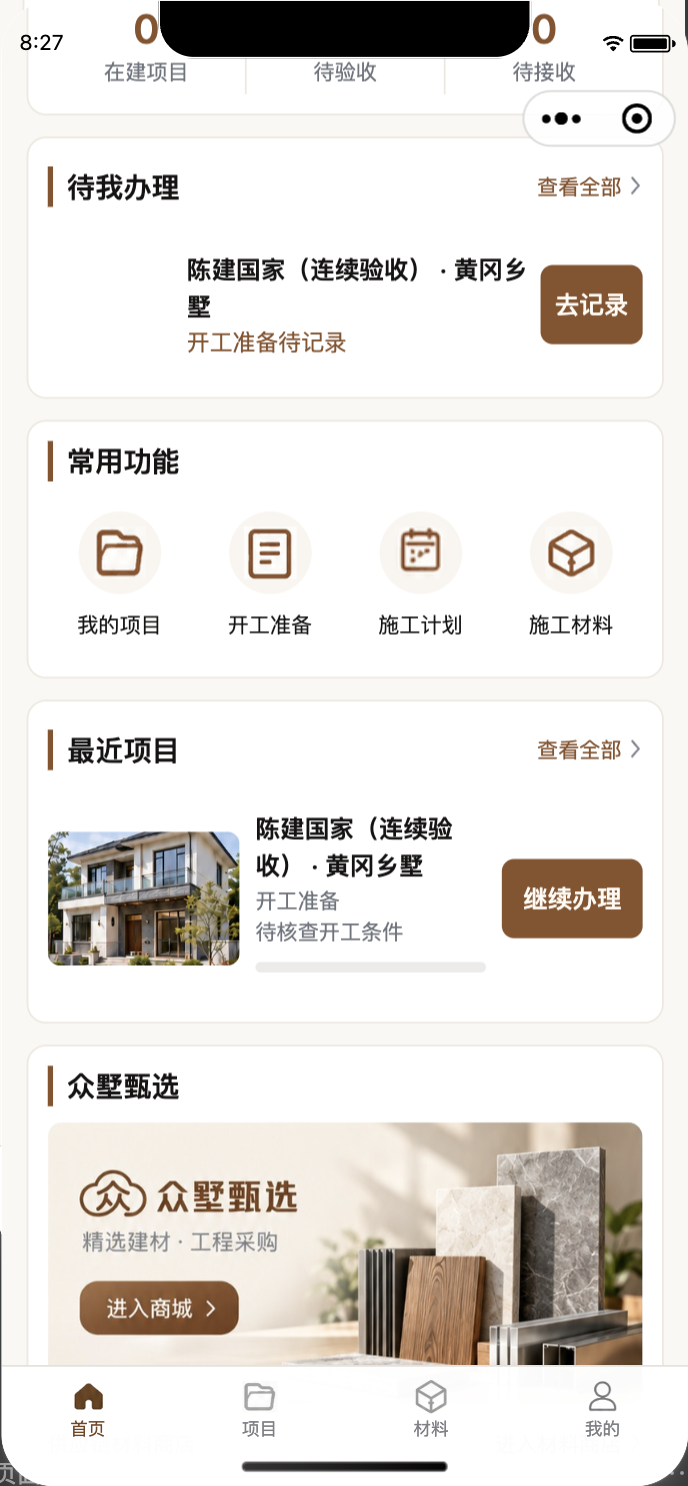 8:27
0
0
在建项目
待验收
待接收
待我办理
查看全部
陈建国家（连续验收） · 黄冈乡
墅
开工准备待记录
去记录
常用功能
我的项目
开工准备
施工计划
施工材料
最近项目
查看全部
陈建国家（连续验
收） · 黄冈乡墅
开工准备
待核查开工条件
继续办理
众墅甄选
众 众墅甄选
精选建材 · 工程采购
进入商城
首页
项目
材料
我的